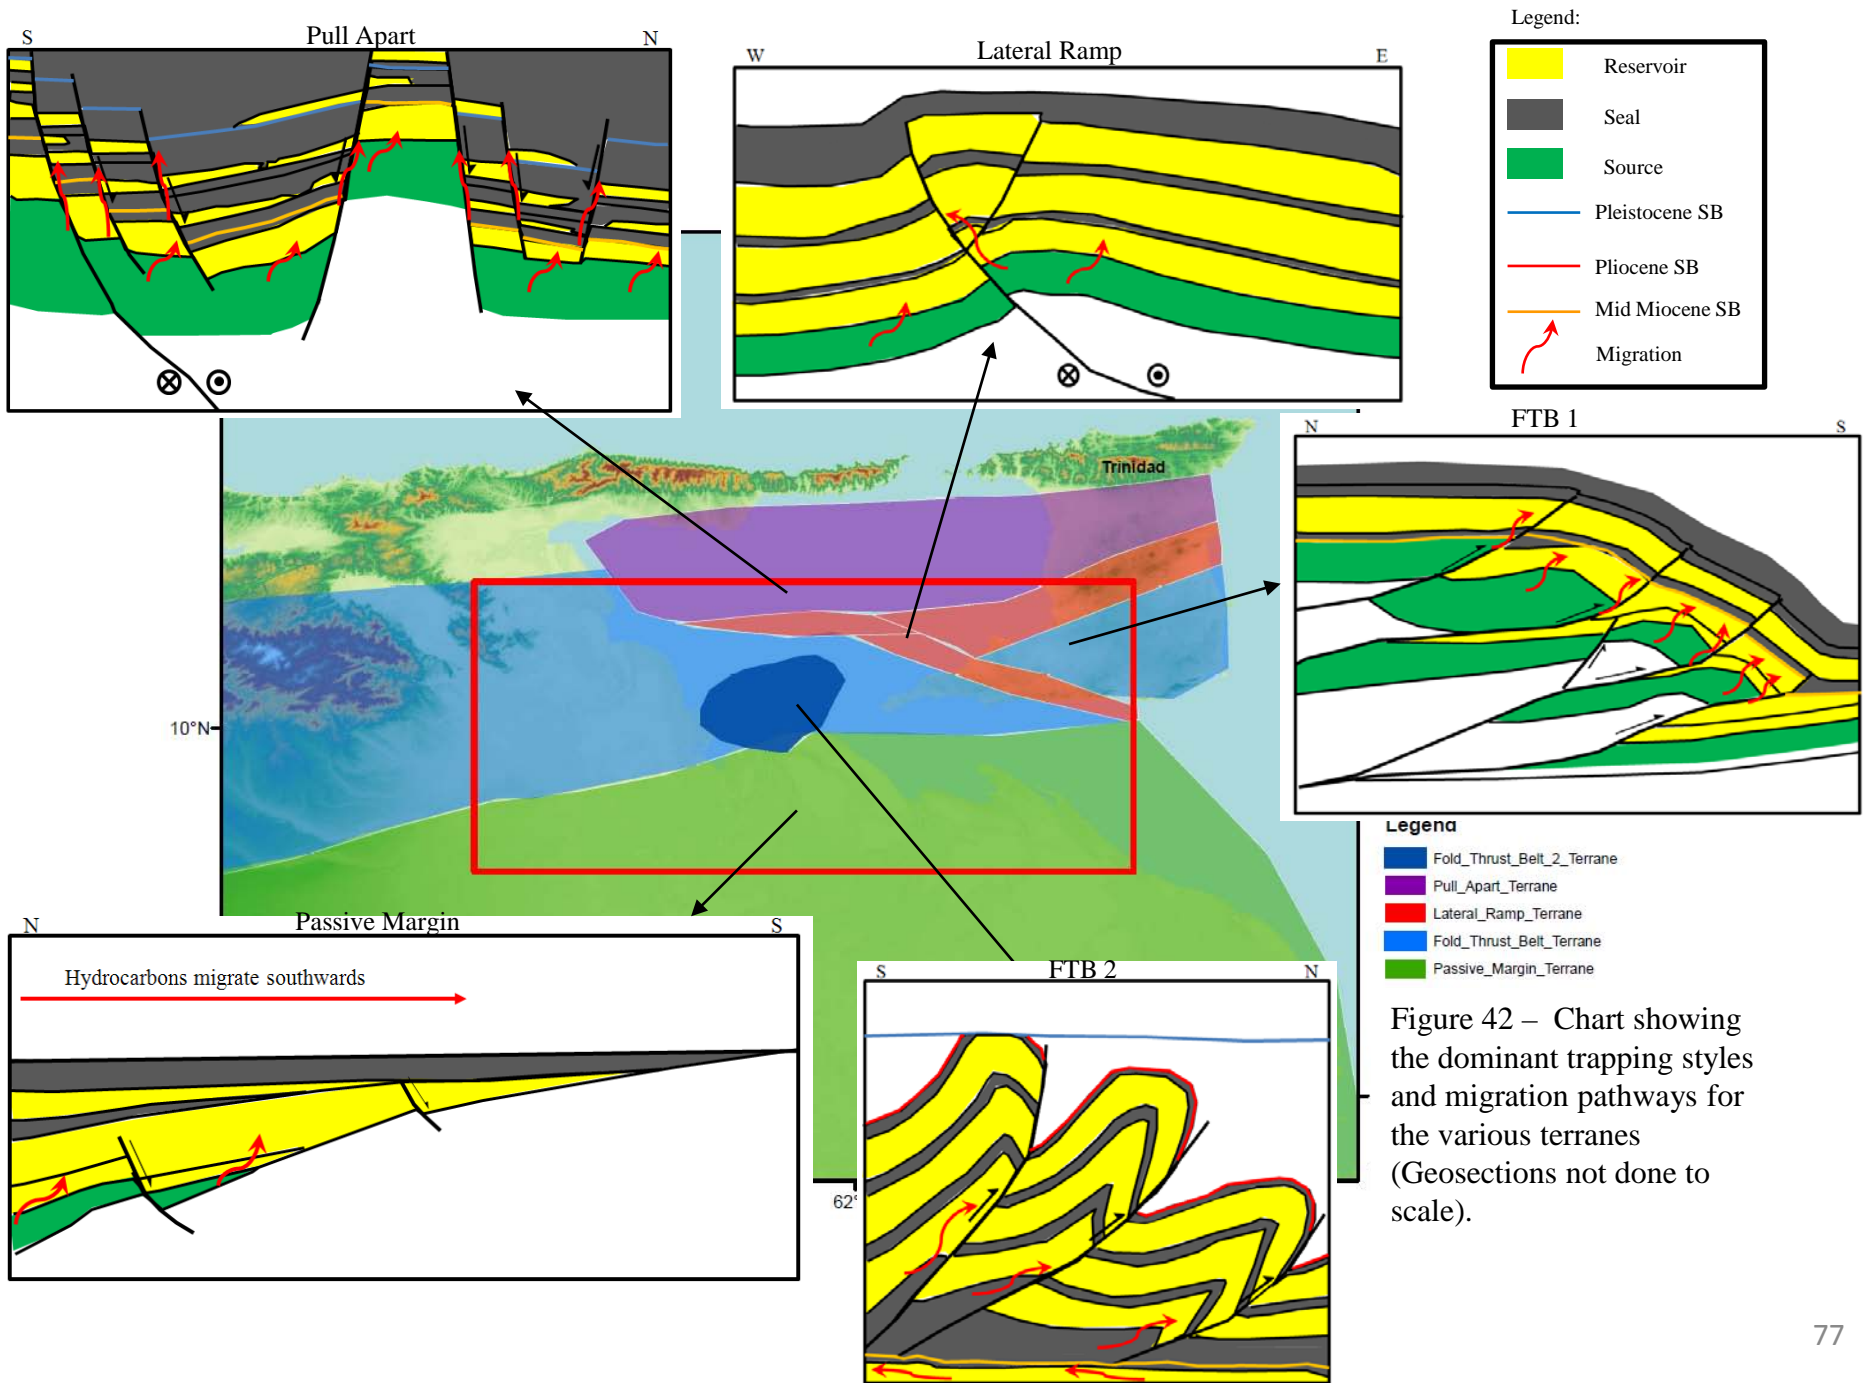 S Pull Apart N
W Lateral Ramp E
Legend:
Reservoir
Seal
Source
Pleistocene SB
Pliocene SB
Mid Miocene SB
Migration
FTB 1
N S
Trinidad
10°N
Legend
Fold_Thrust_Belt_2_Terrane
Pull_Apart_Terrane
Lateral_Ramp_Terrane
Fold_Thrust_Belt_Terrane
Passive_Margin_Terrane
N Passive Margin S
Hydrocarbons migrate southwards
S FTB 2 N
62°
Figure 42 – Chart showing
the dominant trapping styles
and migration pathways for
the various terranes
(Geosections not done to
scale).
77